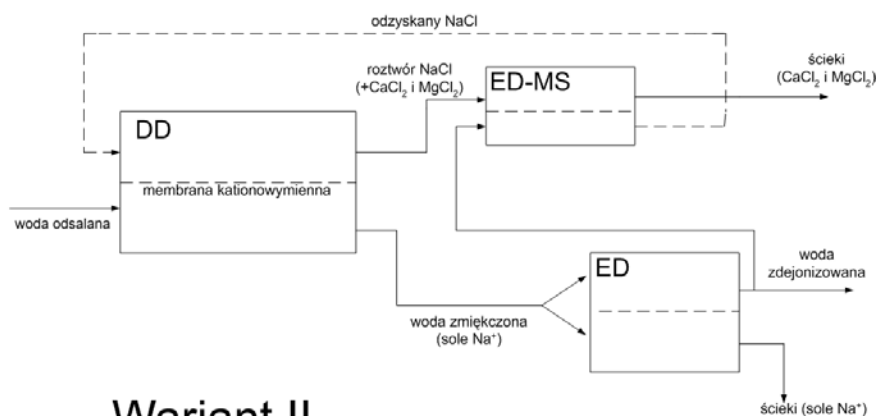 odzyskany NaCl
ścieki
(CaCl₂ i MgCl₂)
roztwór NaCl
(+CaCl₂ i MgCl₂)
ED-MS
DD
membrana kationowymienna
woda odsalana
ED
woda
zdejonizowana
woda zmiękczona
(sole Na⁺)
ścieki (sole Na⁺)
Wariant II